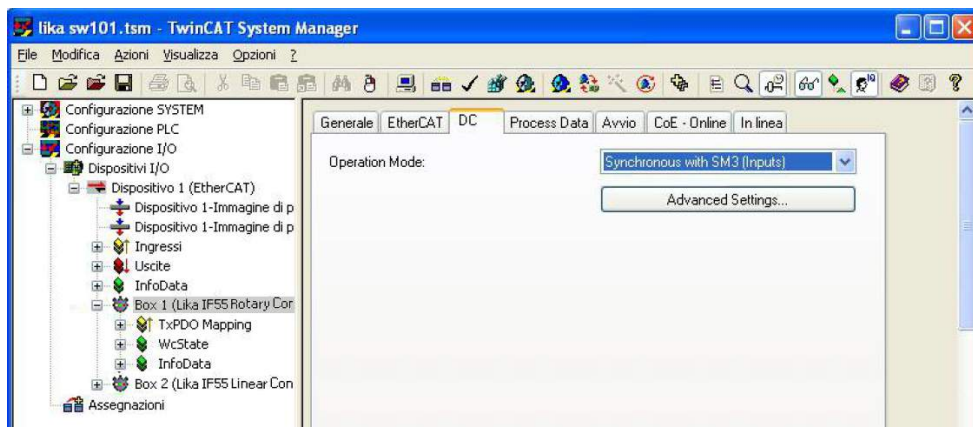 lika sw101.tsm - TwinCAT System Manager
File Modifica Azioni Visualizza Opzioni ?
Configurazione SYSTEM
Configurazione PLC
Configurazione I/O
Dispositivi I/O
Dispositivo 1 (EtherCAT)
Dispositivo 1-Immagine di p
Dispositivo 1-Immagine di p
Ingressi
Uscite
InfoData
Box 1 (Lika IF55 Rotary Con
TxPDO Mapping
WcState
InfoData
Box 2 (Lika IF55 Linear Con
Assegnazioni
Generale EtherCAT DC Process Data Avvio CoE - Online In linea
Operation Mode: Synchronous with SM3 (Inputs)
Advanced Settings...